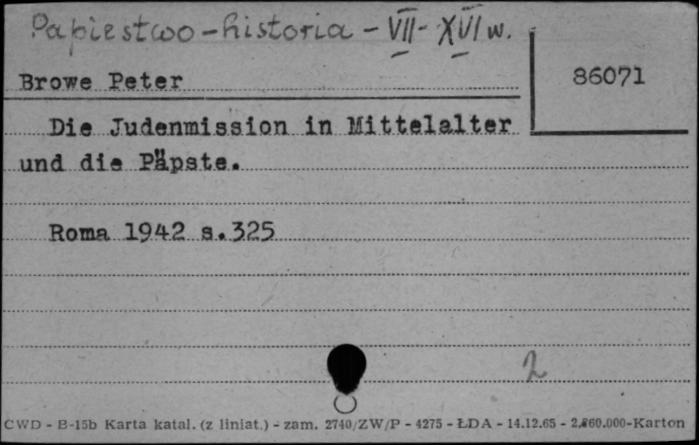 Papiestwo - historia - VII - XVI w.
Browe Peter
86071
Die Judenmission in Mittelalter
und die Päpste.
Roma 1942 s.325
2
CWD - B-15b Karta katal. (z liniat.) - zam. 2740/ZW/P - 4275 - ŁDA - 14.12.65 - 2.860.000-Karton